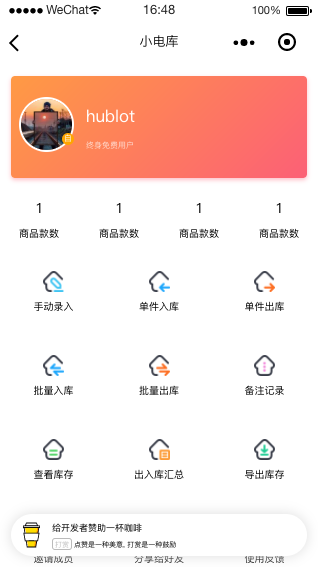 WeChat 16:48 100%
小电库
hublot
终身免费用户
1 1 1 1
商品款数 商品款数 商品款数 商品款数
手动录入 单件入库 单件出库
批量入库 批量出库 备注记录
查看库存 出入库汇总 导出库存
给开发者赞助一杯咖啡
打赏 点赞是一种美意，打赏是一种鼓励
邀请成员 分享给好友 使用反馈